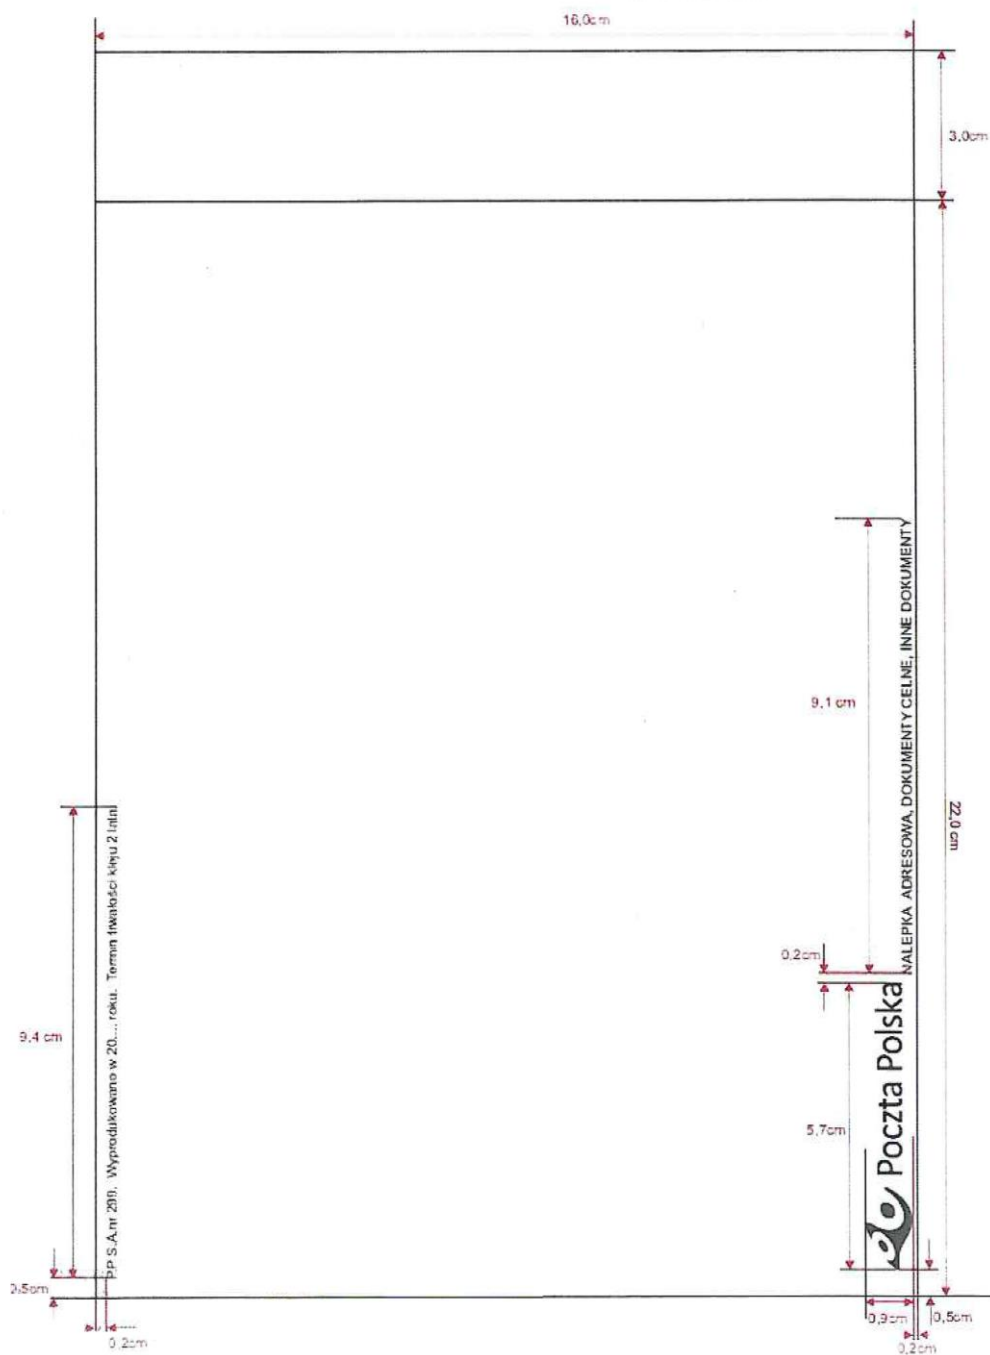 16,0cm
3,0cm
22,0 cm
NALEPKA ADRESOWA, DOKUMENTY CELNE, INNE DOKUMENTY
9,1 cm
0,2cm
Poczta Polska
5,7cm
0,9cm
0,5cm
0,2cm
PP S.A.nr 299. Wyprodukowano w 20.... roku. Termin trwałości kleju 2 lata
9,4 cm
0,5cm
0,2cm